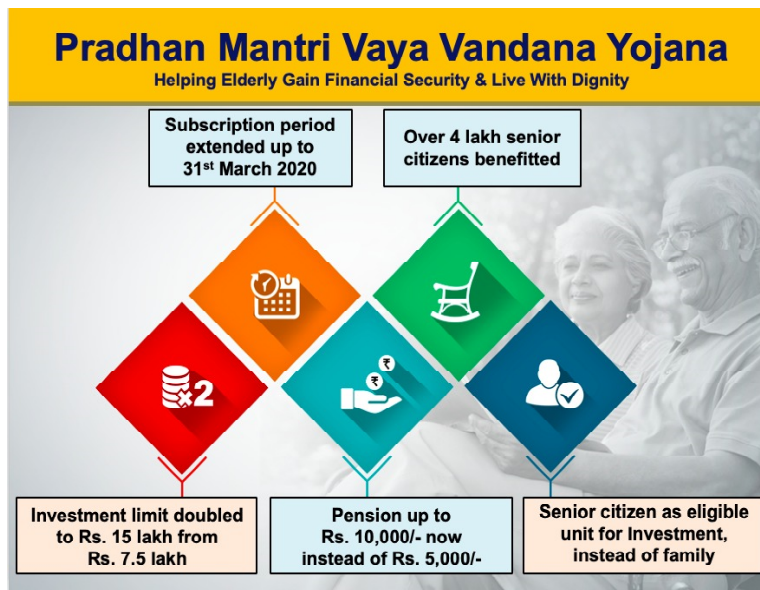 Pradhan Mantri Vaya Vandana Yojana
Helping Elderly Gain Financial Security & Live With Dignity
Subscription period
extended up to
31st March 2020
Over 4 lakh senior
citizens benefitted
×2
₹
₹
Investment limit doubled
to Rs. 15 lakh from
Rs. 7.5 lakh
Pension up to
Rs. 10,000/- now
instead of Rs. 5,000/-
Senior citizen as eligible
unit for Investment,
instead of family